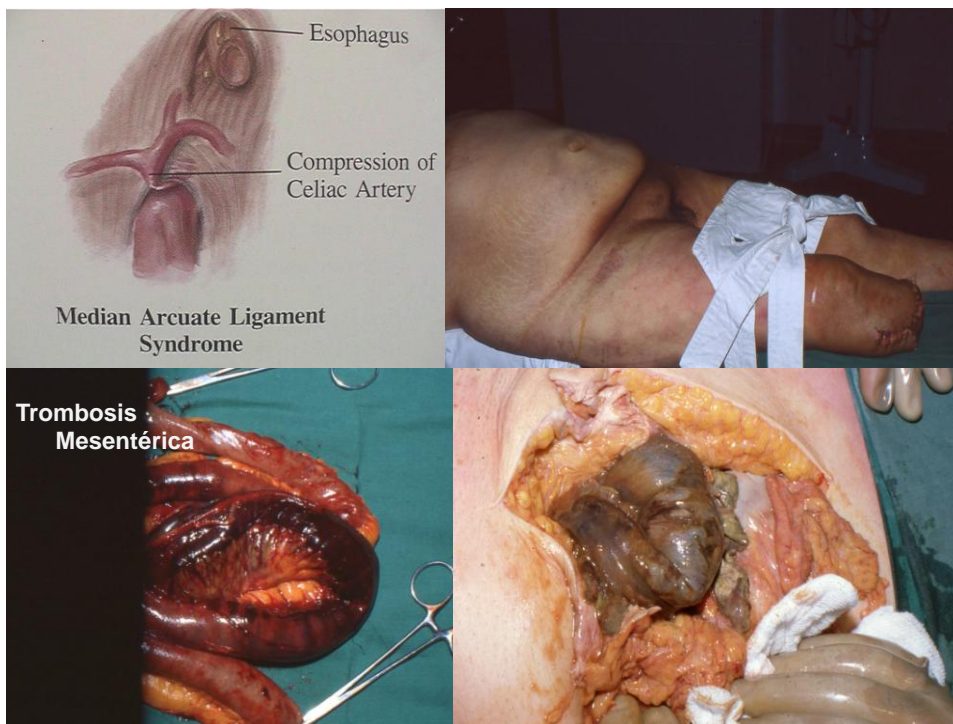 Esophagus
Compression of
Celiac Artery
Median Arcuate Ligament
Syndrome
Trombosis
Mesentérica